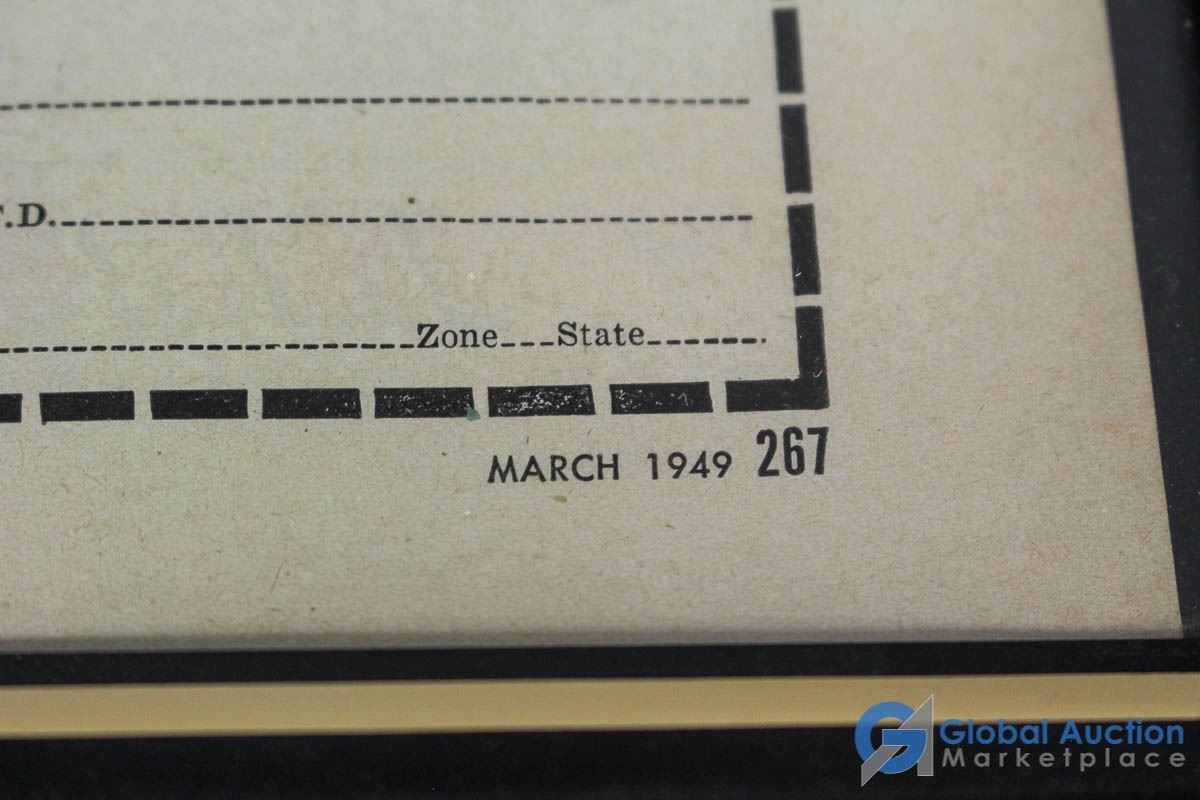 .D.
Zone State
MARCH 1949 267
Global Auction
Marketplace